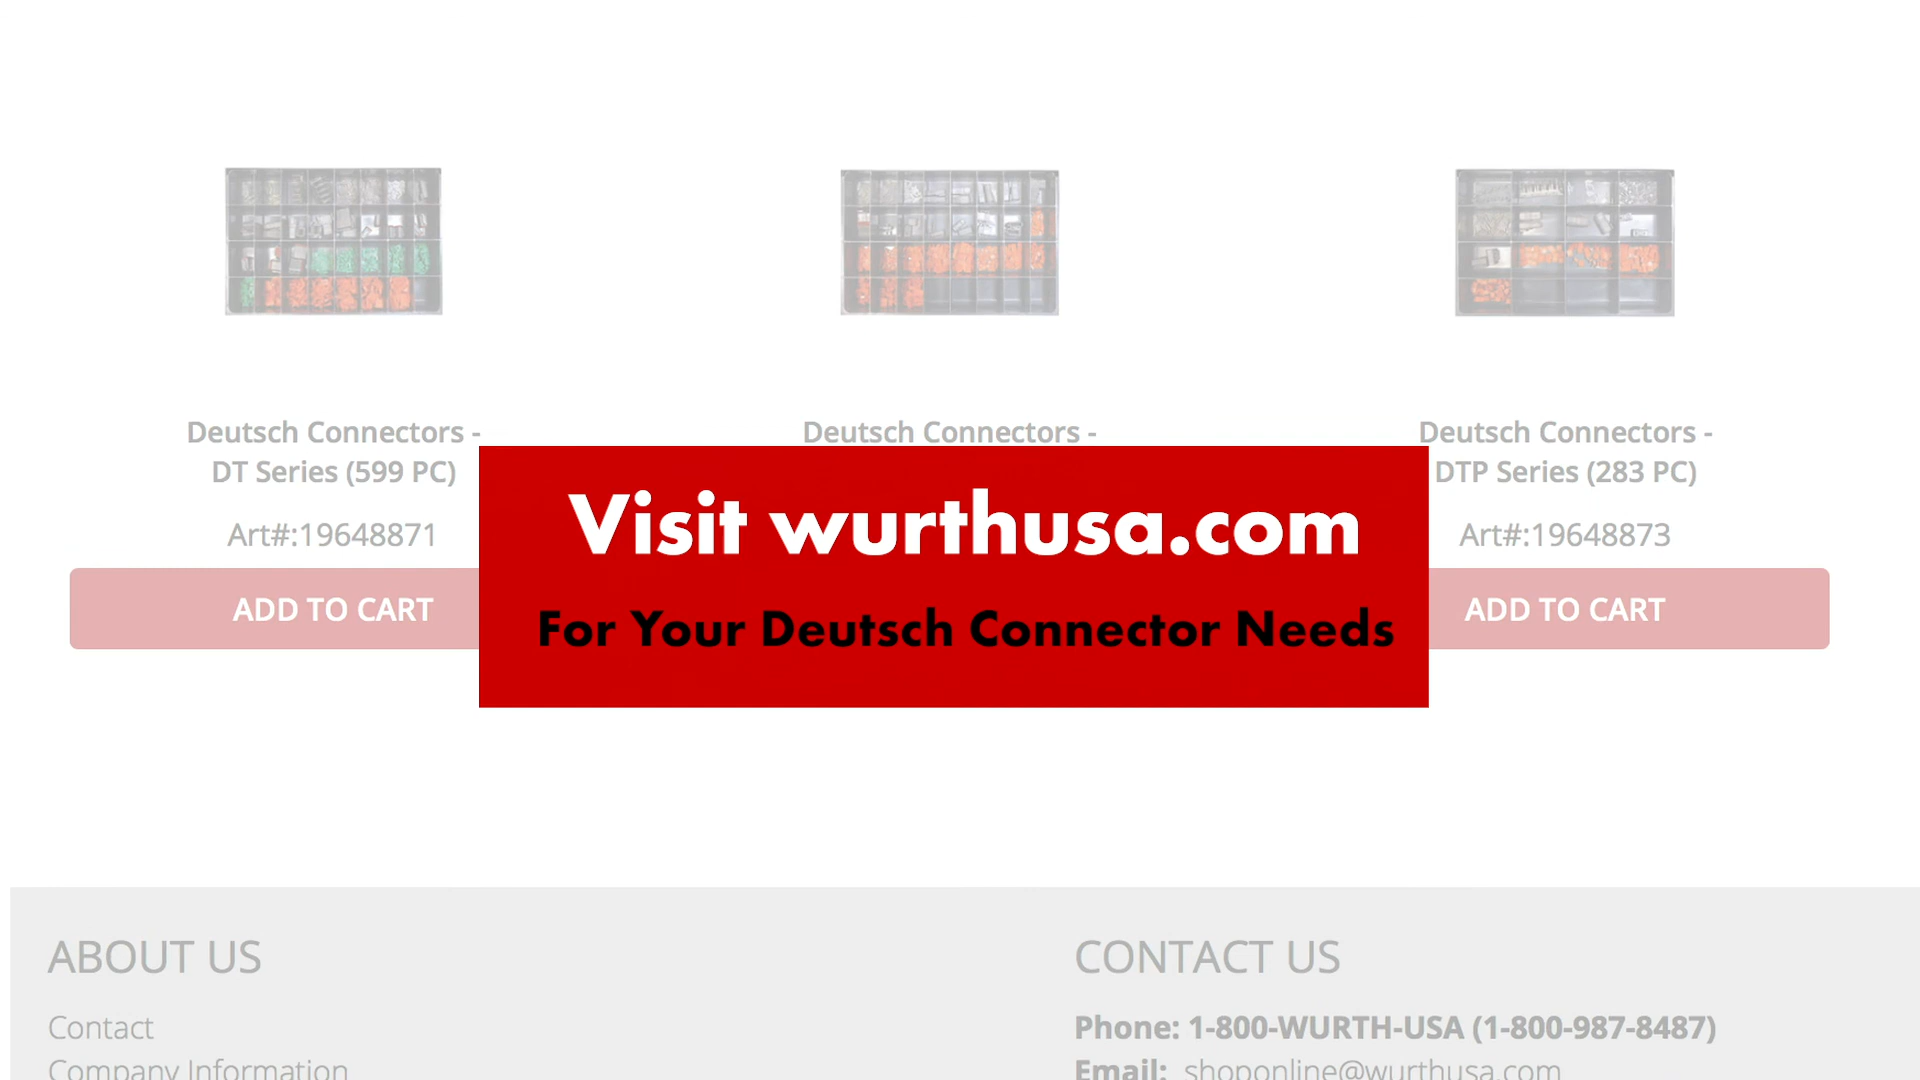 Deutsch Connectors -
DT Series (599 PC)
Art#:19648871
ADD TO CART
Deutsch Connectors -
Deutsch Connectors -
DTP Series (283 PC)
Art#:19648873
ADD TO CART
Visit wurthusa.com
For Your Deutsch Connector Needs
ABOUT US
Contact
Company Information
CONTACT US
Phone: 1-800-WURTH-USA (1-800-987-8487)
Email: shoponline@wurthusa.com